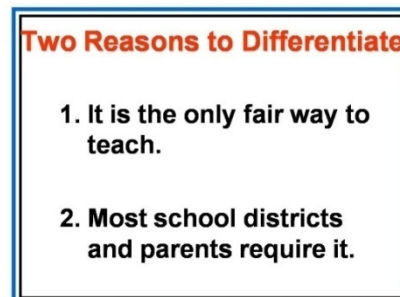 Two Reasons to Differentiate
1. It is the only fair way to
teach.
2. Most school districts
and parents require it.